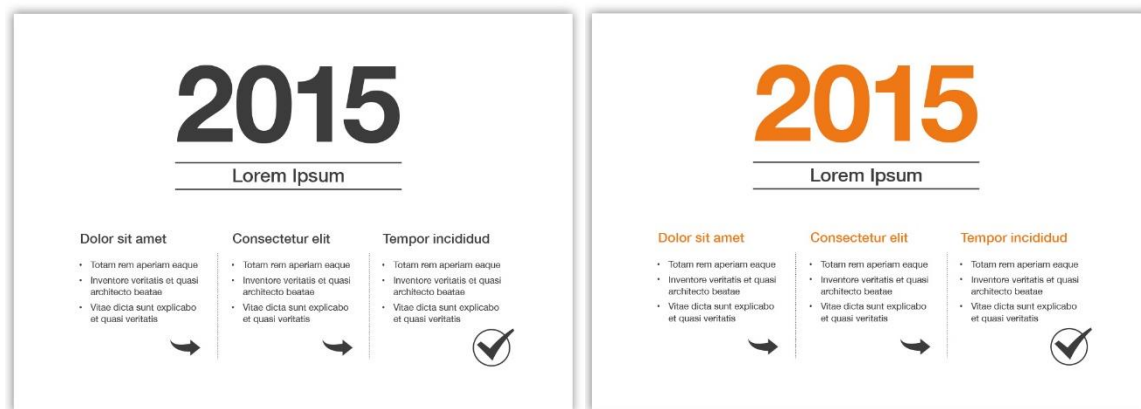 2015
Lorem Ipsum
Dolor sit amet
• Totam rem aperiam eaque
• Inventore veritatis et quasi
architecto beatae
• Vitae dicta sunt explicabo
et quasi veritatis
Consectetur elit
• Totam rem aperiam eaque
• Inventore veritatis et quasi
architecto beatae
• Vitae dicta sunt explicabo
et quasi veritatis
Tempor incididud
• Totam rem aperiam eaque
• Inventore veritatis et quasi
architecto beatae
• Vitae dicta sunt explicabo
et quasi veritatis
2015
Lorem Ipsum
Dolor sit amet
• Totam rem aperiam eaque
• Inventore veritatis et quasi
architecto beatae
• Vitae dicta sunt explicabo
et quasi veritatis
Consectetur elit
• Totam rem aperiam eaque
• Inventore veritatis et quasi
architecto beatae
• Vitae dicta sunt explicabo
et quasi veritatis
Tempor incididud
• Totam rem aperiam eaque
• Inventore veritatis et quasi
architecto beatae
• Vitae dicta sunt explicabo
et quasi veritatis